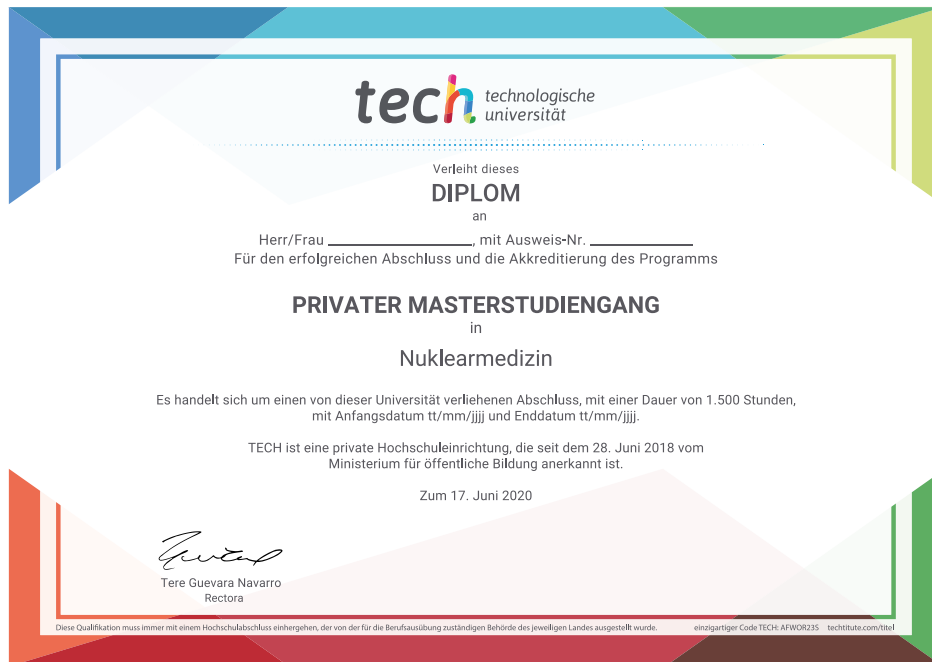 tech technologische
universität
Verleiht dieses
DIPLOM
an
Herr/Frau ____________________, mit Ausweis-Nr. ______________
Für den erfolgreichen Abschluss und die Akkreditierung des Programms
PRIVATER MASTERSTUDIENGANG
in
Nuklearmedizin
Es handelt sich um einen von dieser Universität verliehenen Abschluss, mit einer Dauer von 1.500 Stunden,
mit Anfangsdatum tt/mm/jjjj und Enddatum tt/mm/jjjj.
TECH ist eine private Hochschuleinrichtung, die seit dem 28. Juni 2018 vom
Ministerium für öffentliche Bildung anerkannt ist.
Zum 17. Juni 2020
Tere Guevara Navarro
Rectora
Diese Qualifikation muss immer mit einem Hochschulabschluss einhergehen, der von der für die Berufsausübung zuständigen Behörde des jeweiligen Landes ausgestellt wurde. einzigartiger Code TECH: AFWOR23S techtitute.com/titel